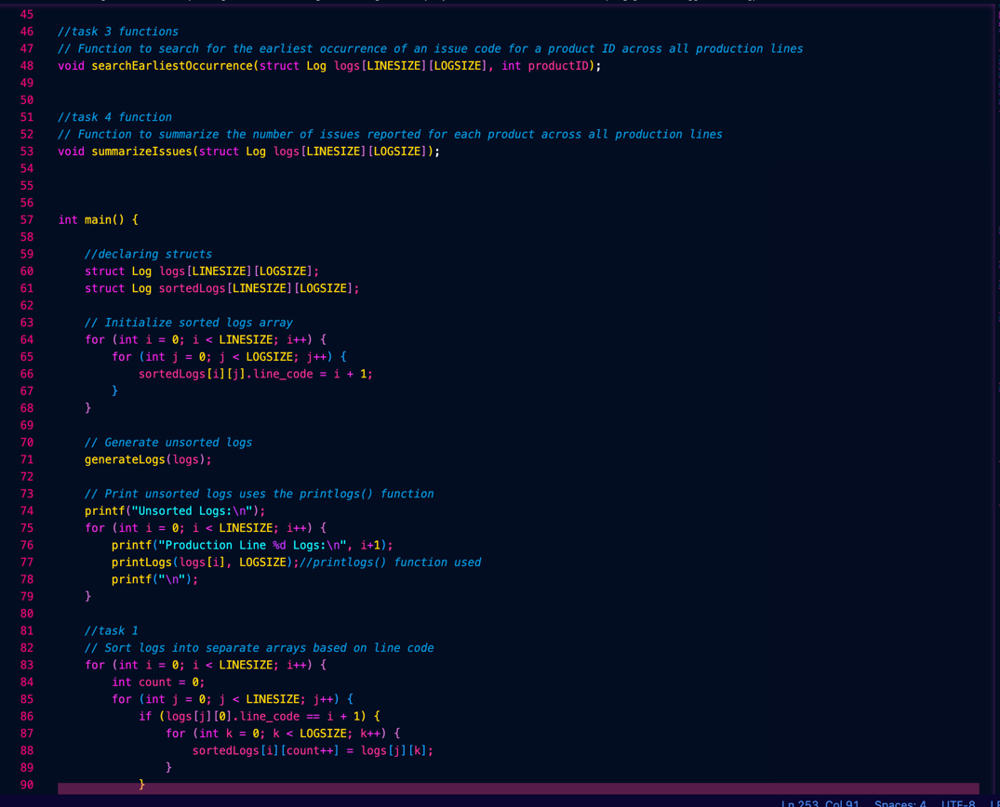 45
46 //task 3 functions
47 // Function to search for the earliest occurrence of an issue code for a product ID across all production lines
48 void searchEarliestOccurrence(struct Log logs[LINESIZE][LOGSIZE], int productID);
49
50
51 //task 4 function
52 // Function to summarize the number of issues reported for each product across all production lines
53 void summarizeIssues(struct Log logs[LINESIZE][LOGSIZE]);
54
55
56
57 int main() {
58
59     //declaring structs
60     struct Log logs[LINESIZE][LOGSIZE];
61     struct Log sortedLogs[LINESIZE][LOGSIZE];
62
63     // Initialize sorted logs array
64     for (int i = 0; i < LINESIZE; i++) {
65         for (int j = 0; j < LOGSIZE; j++) {
66             sortedLogs[i][j].line_code = i + 1;
67         }
68     }
69
70     // Generate unsorted logs
71     generateLogs(logs);
72
73     // Print unsorted logs uses the printlogs() function
74     printf("Unsorted Logs:\n");
75     for (int i = 0; i < LINESIZE; i++) {
76         printf("Production Line %d Logs:\n", i+1);
77         printLogs(logs[i], LOGSIZE);//printlogs() function used
78         printf("\n");
79     }
80
81     //task 1
82     // Sort logs into separate arrays based on line code
83     for (int i = 0; i < LINESIZE; i++) {
84         int count = 0;
85         for (int j = 0; j < LINESIZE; j++) {
86             if (logs[j][0].line_code == i + 1) {
87                 for (int k = 0; k < LOGSIZE; k++) {
88                     sortedLogs[i][count++] = logs[j][k];
89                 }
90             }
Ln 253, Col 91 Spaces: 4 UTF-8